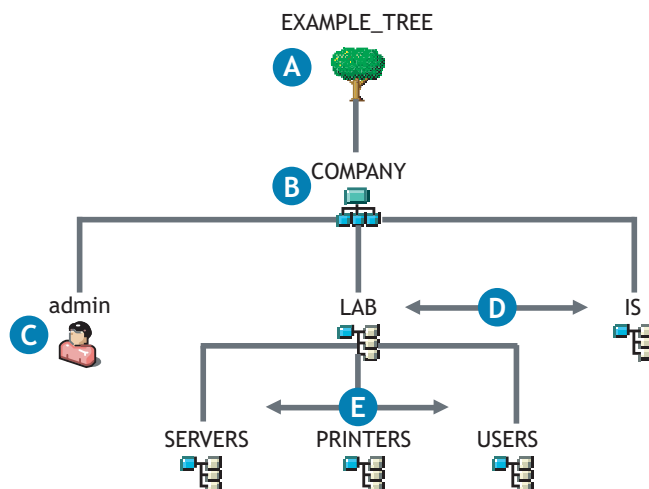 EXAMPLE_TREE
A
COMPANY
B
admin
LAB
D
IS
C
E
SERVERS
PRINTERS
USERS